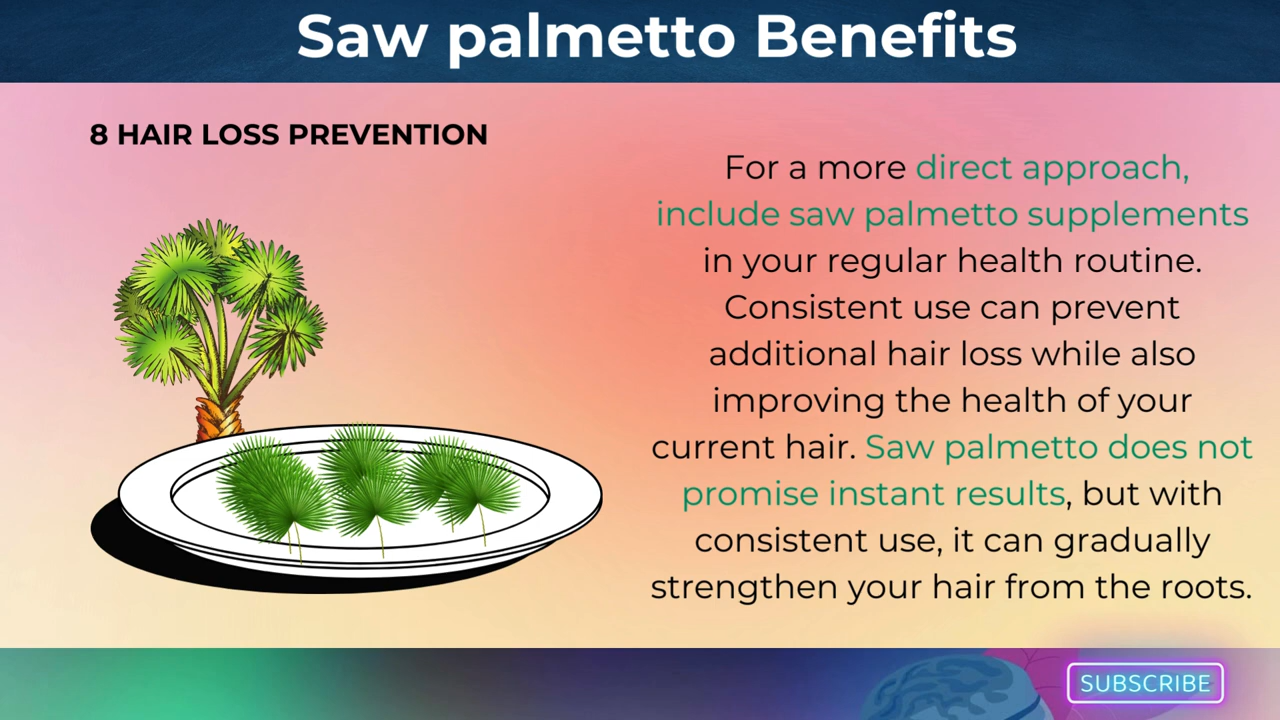 Saw palmetto Benefits
8 HAIR LOSS PREVENTION
For a more direct approach,
include saw palmetto supplements
in your regular health routine.
Consistent use can prevent
additional hair loss while also
improving the health of your
current hair. Saw palmetto does not
promise instant results, but with
consistent use, it can gradually
strengthen your hair from the roots.
SUBSCRIBE